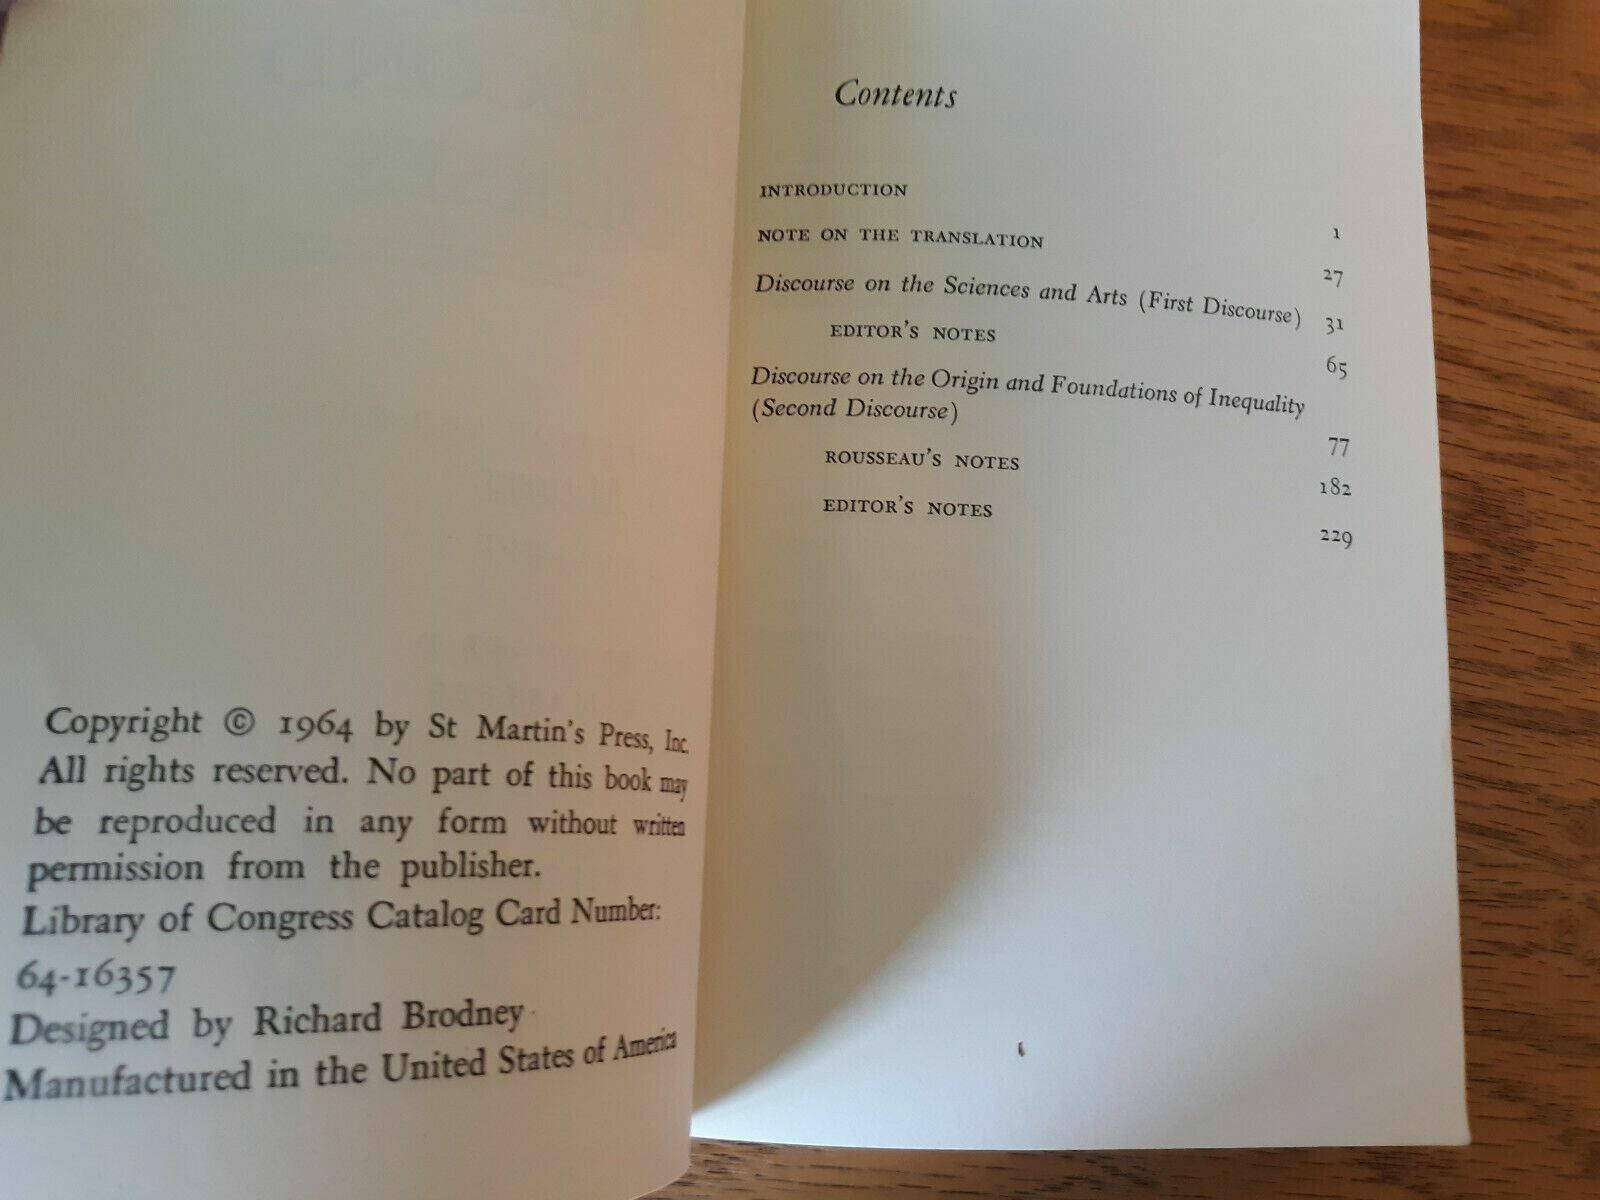 Copyright © 1964 by St Martin's Press, Inc.
All rights reserved. No part of this book may
be reproduced in any form without written
permission from the publisher.
Library of Congress Catalog Card Number:
64-16357
Designed by Richard Brodney
Manufactured in the United States of America
Contents
INTRODUCTION 1
NOTE ON THE TRANSLATION 27
Discourse on the Sciences and Arts (First Discourse) 31
EDITOR'S NOTES 65
Discourse on the Origin and Foundations of Inequality
(Second Discourse) 77
ROUSSEAU'S NOTES 182
EDITOR'S NOTES 229